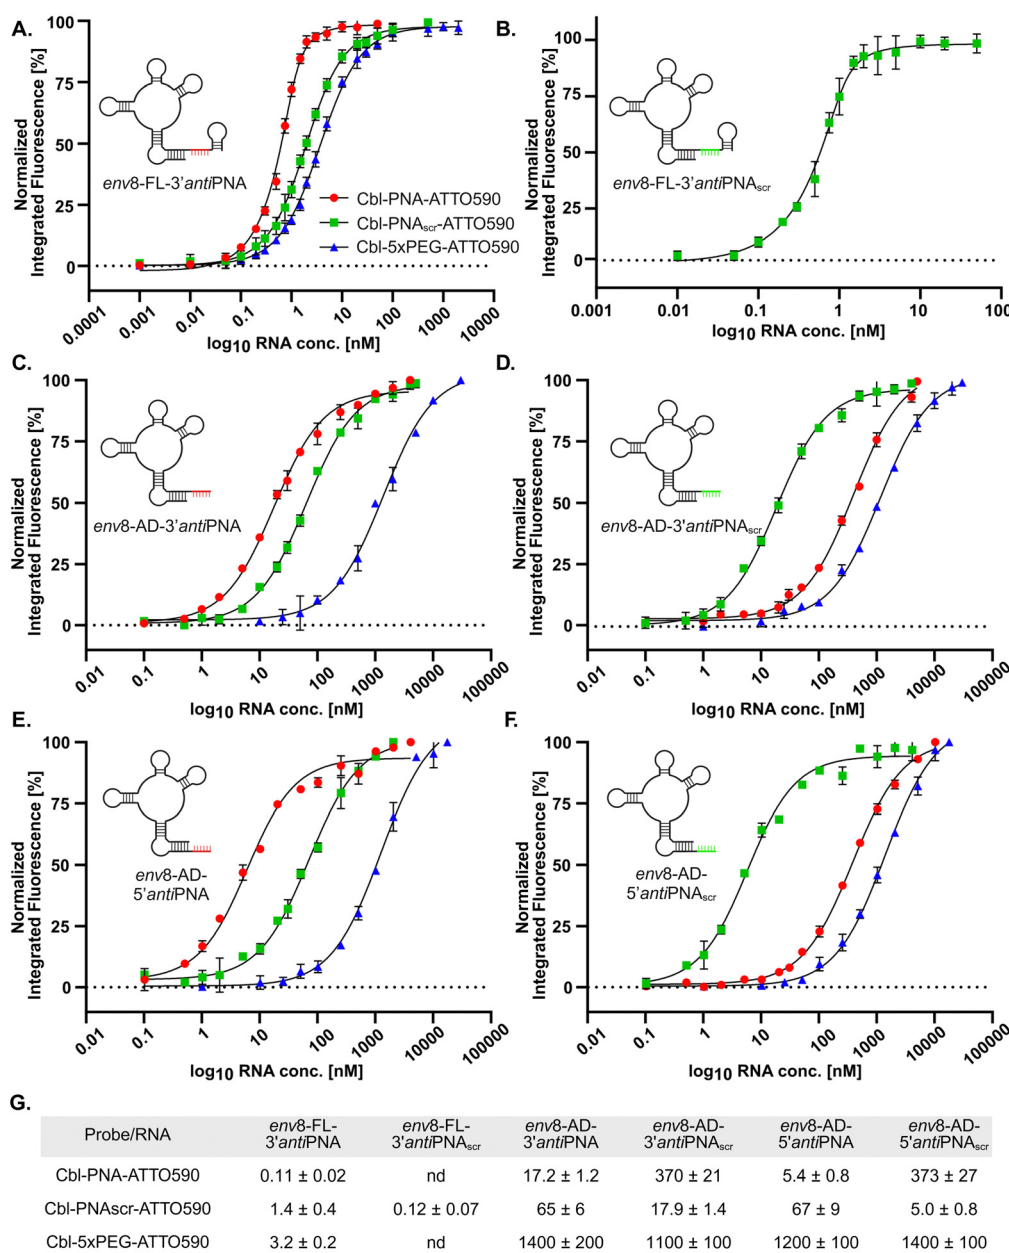 A.
Normalized
Integrated Fluorescence [%]
100
75
50
25
0
0.0001
0.001
0.01
0.1
1
10
100
1000
10000
log10 RNA conc. [nM]
env8-FL-3'antiPNA
Cbl-PNA-ATTO590
Cbl-PNAscr-ATTO590
Cbl-5xPEG-ATTO590
B.
Normalized
Integrated Fluorescence [%]
100
75
50
25
0
0.001
0.01
0.1
1
10
100
log10 RNA conc. [nM]
env8-FL-3'antiPNAscr
C.
Normalized
Integrated Fluorescence [%]
100
75
50
25
0
0.01
0.1
1
10
100
1000
10000
100000
log10 RNA conc. [nM]
env8-AD-3'antiPNA
D.
Normalized
Integrated Fluorescence [%]
100
75
50
25
0
0.01
0.1
1
10
100
1000
10000
100000
log10 RNA conc. [nM]
env8-AD-3'antiPNAscr
E.
Normalized
Integrated Fluorescence [%]
100
75
50
25
0
0.01
0.1
1
10
100
1000
10000
100000
log10 RNA conc. [nM]
env8-AD-
5'antiPNA
F.
Normalized
Integrated Fluorescence [%]
100
75
50
25
0
0.01
0.1
1
10
100
1000
10000
100000
log10 RNA conc. [nM]
env8-AD-
5'antiPNAscr
G.
Probe/RNA env8-FL-3'antiPNA env8-FL-3'antiPNAscr env8-AD-3'antiPNA env8-AD-3'antiPNAscr env8-AD-5'antiPNA env8-AD-5'antiPNAscr
Cbl-PNA-ATTO590 0.11 ± 0.02 nd 17.2 ± 1.2 370 ± 21 5.4 ± 0.8 373 ± 27
Cbl-PNAscr-ATTO590 1.4 ± 0.4 0.12 ± 0.07 65 ± 6 17.9 ± 1.4 67 ± 9 5.0 ± 0.8
Cbl-5xPEG-ATTO590 3.2 ± 0.2 nd 1400 ± 200 1100 ± 100 1200 ± 100 1400 ± 100